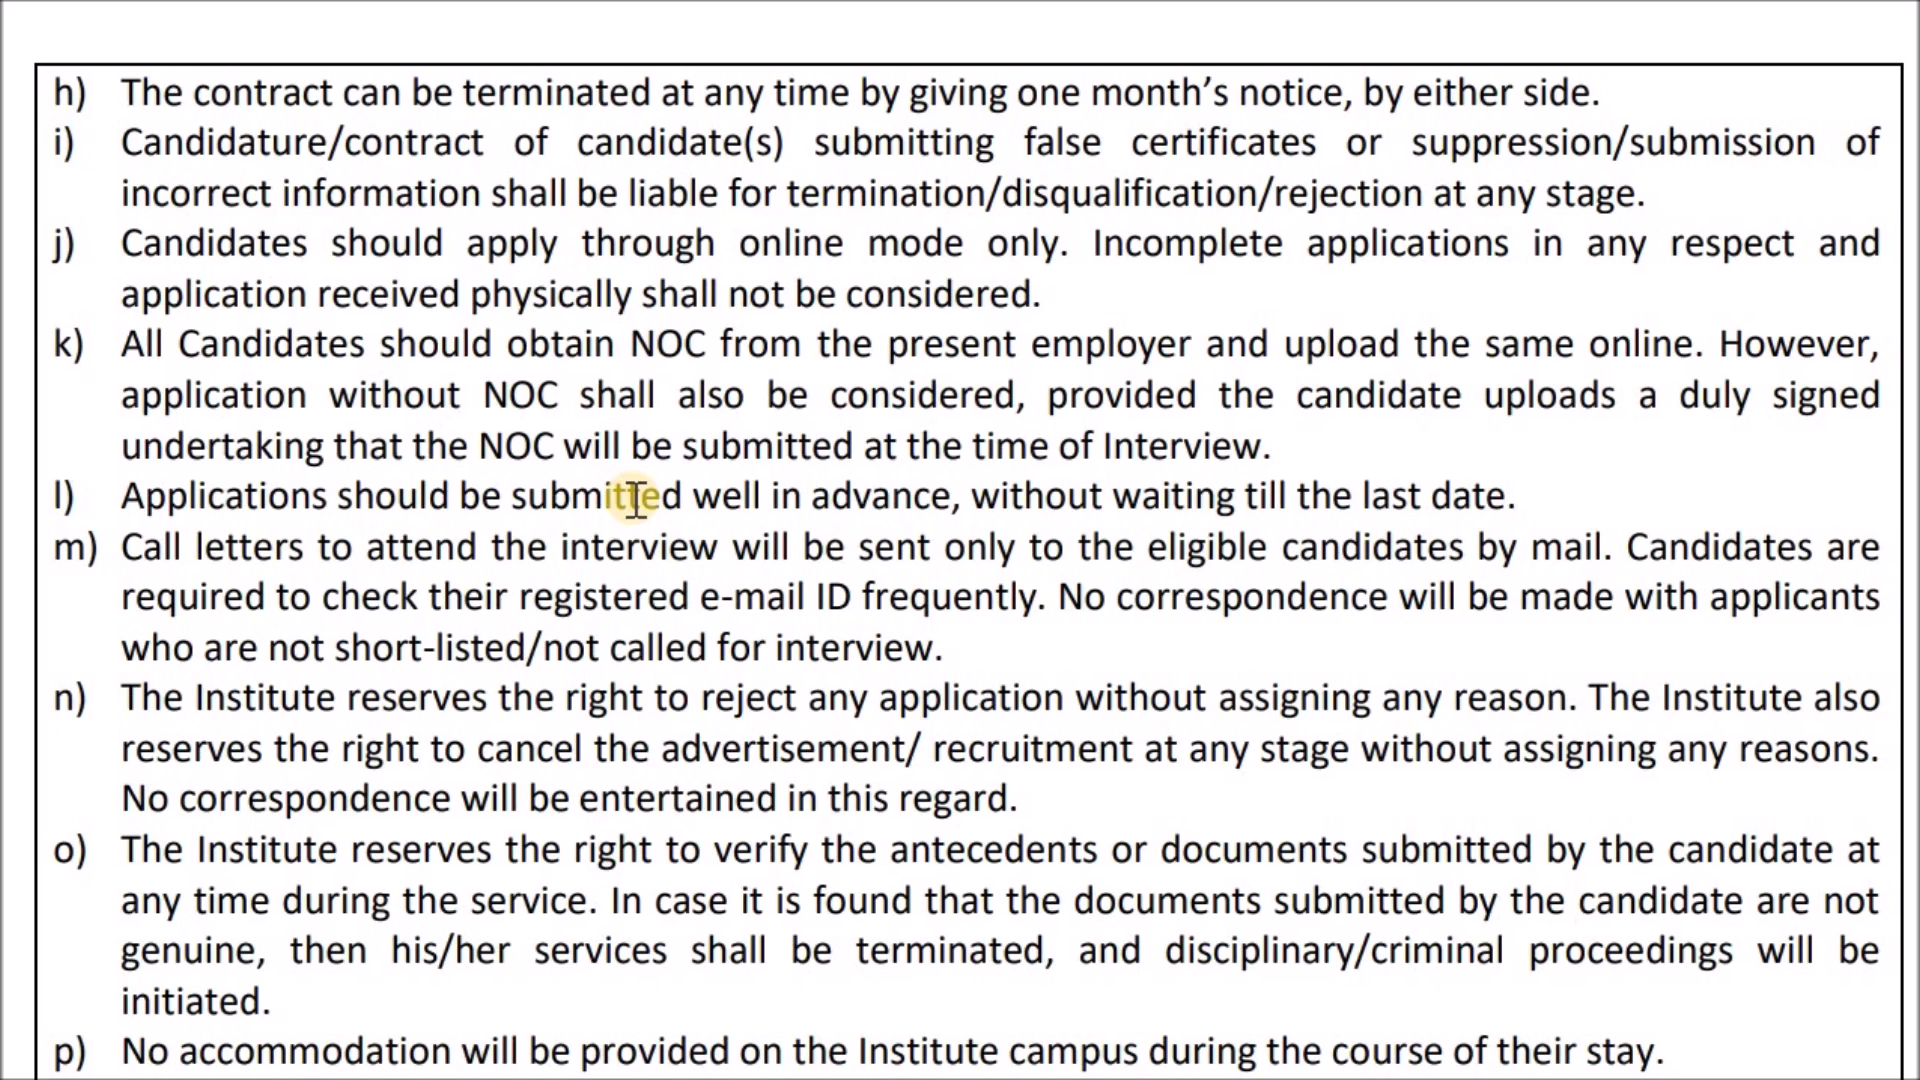 h) The contract can be terminated at any time by giving one month’s notice, by either side.
i) Candidature/contract of candidate(s) submitting false certificates or suppression/submission of
incorrect information shall be liable for termination/disqualification/rejection at any stage.
j) Candidates should apply through online mode only. Incomplete applications in any respect and
application received physically shall not be considered.
k) All Candidates should obtain NOC from the present employer and upload the same online. However,
application without NOC shall also be considered, provided the candidate uploads a duly signed
undertaking that the NOC will be submitted at the time of Interview.
l) Applications should be submitted well in advance, without waiting till the last date.
m) Call letters to attend the interview will be sent only to the eligible candidates by mail. Candidates are
required to check their registered e-mail ID frequently. No correspondence will be made with applicants
who are not short-listed/not called for interview.
n) The Institute reserves the right to reject any application without assigning any reason. The Institute also
reserves the right to cancel the advertisement/ recruitment at any stage without assigning any reasons.
No correspondence will be entertained in this regard.
o) The Institute reserves the right to verify the antecedents or documents submitted by the candidate at
any time during the service. In case it is found that the documents submitted by the candidate are not
genuine, then his/her services shall be terminated, and disciplinary/criminal proceedings will be
initiated.
p) No accommodation will be provided on the Institute campus during the course of their stay.